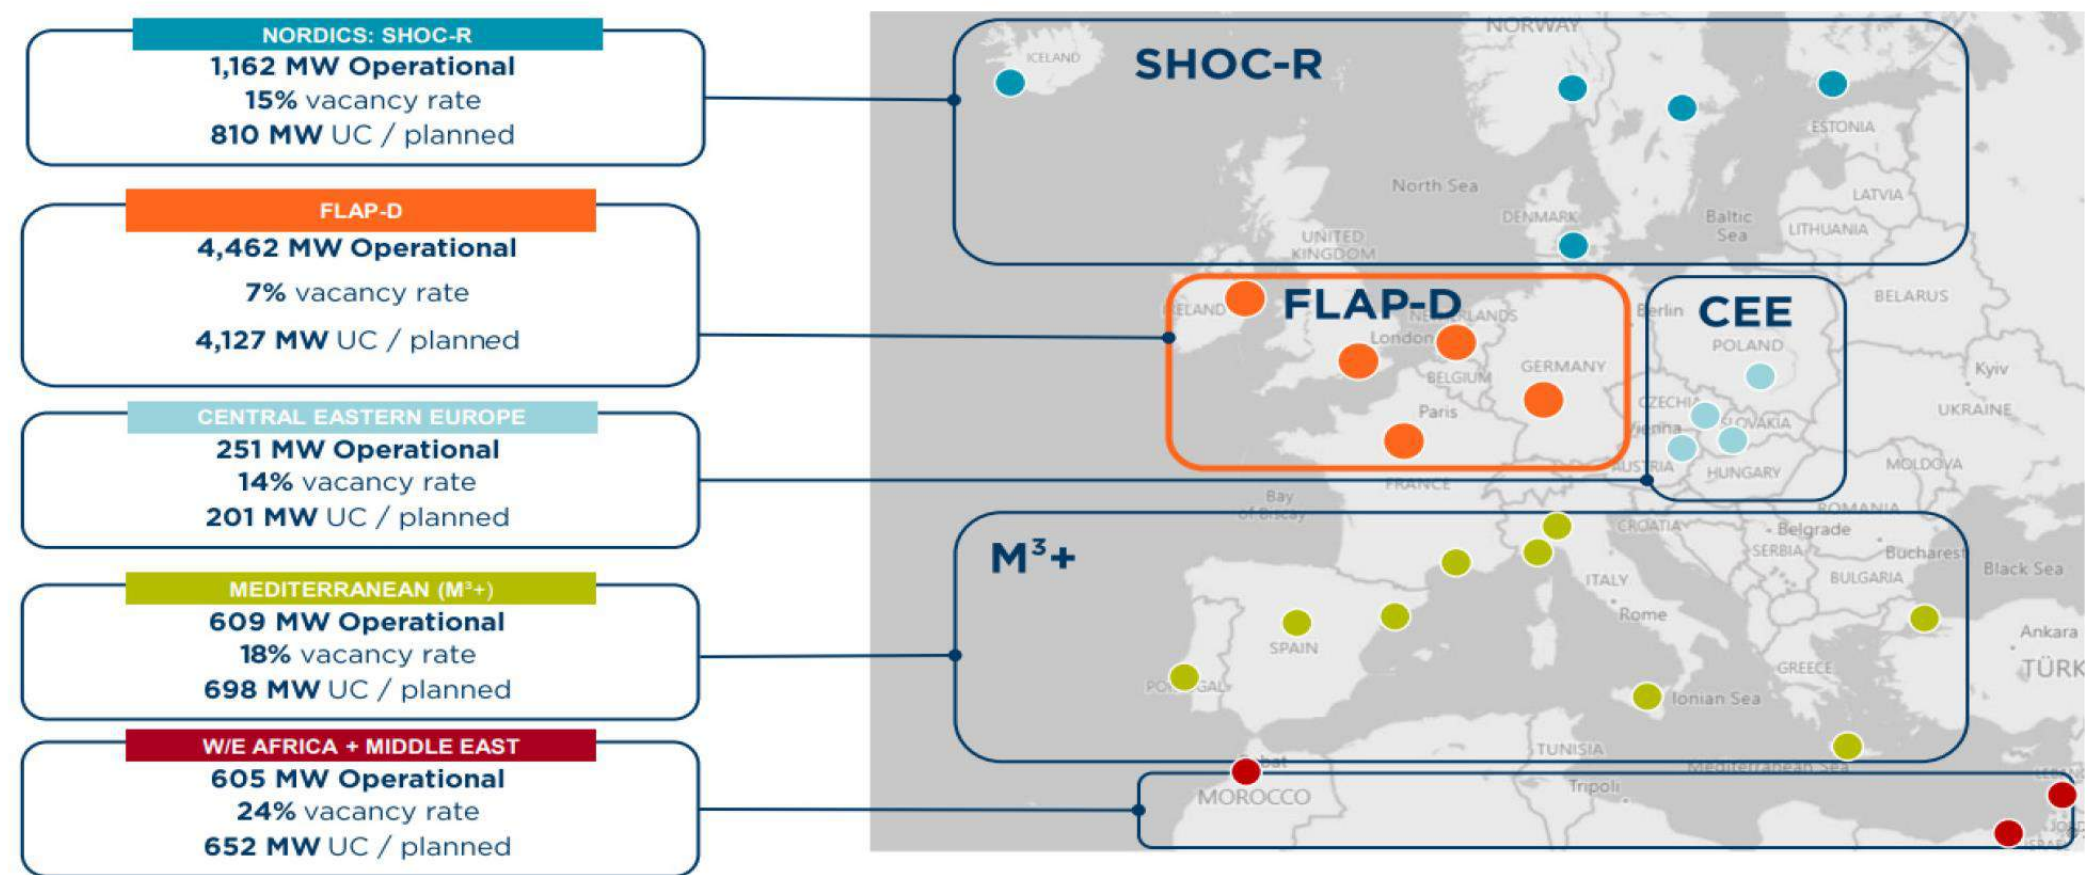 NORDICS: SHOC-R
1,162 MW Operational
15% vacancy rate
810 MW UC / planned
FLAP-D
4,462 MW Operational
7% vacancy rate
4,127 MW UC / planned
CENTRAL EASTERN EUROPE
251 MW Operational
14% vacancy rate
201 MW UC / planned
MEDITERRANEAN (M³+)
609 MW Operational
18% vacancy rate
698 MW UC / planned
W/E AFRICA + MIDDLE EAST
605 MW Operational
24% vacancy rate
652 MW UC / planned
NORWAY
ICELAND
SHOC-R
ESTONIA
North Sea
LATVIA
DENMARK
Baltic
Sea
LITHUANIA
UNITED
KINGDOM
BELARUS
FLAP-D
CEE
IRELAND
NETHERLANDS
Berlin
London
POLAND
GERMANY
BELGIUM
Kyiv
CZECHIA
Paris
UKRAINE
SLOVAKIA
Vienna
AUSTRIA
HUNGARY
MOLDOVA
FRANCE
Bay
of Biscay
ROMANIA
CROATIA
Belgrade
M³+
SERBIA
Bucharest
Black Sea
ITALY
BULGARIA
Rome
Ankara
SPAIN
GREECE
TÜRK
PORTUGAL
Ionian Sea
TUNISIA
Mediterranean Sea
Tripoli
MOROCCO